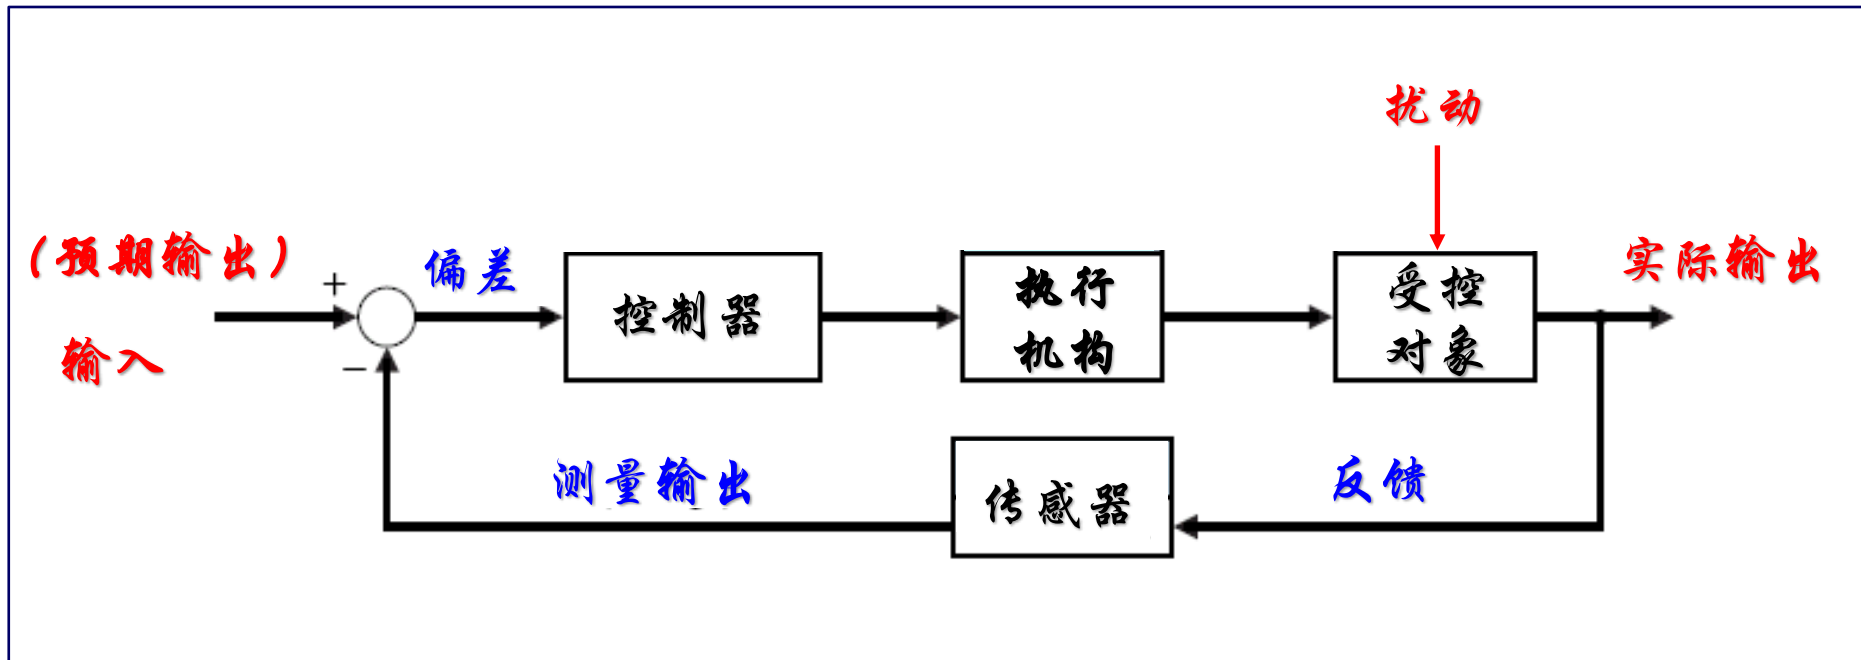 扰动
(预期输出)
输入
+
−
偏差
控制器
执行
机构
受控
对象
实际输出
测量输出
传感器
反馈